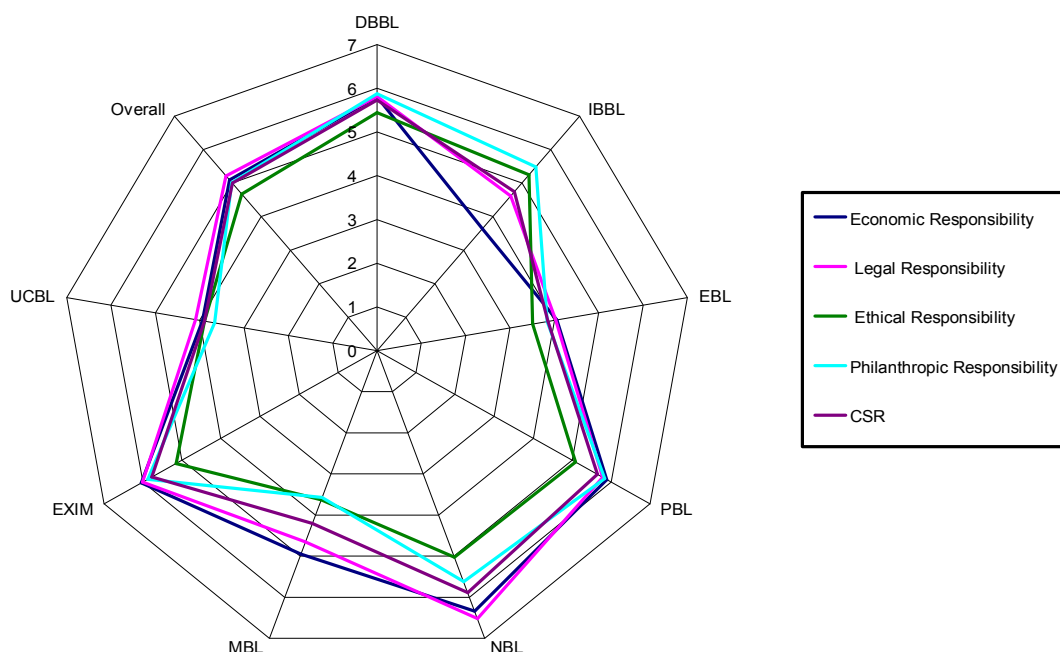 DBBL
7
6
5
4
3
2
1
0
IBBL
EBL
PBL
NBL
MBL
EXIM
UCBL
Overall
Economic Responsibility
Legal Responsibility
Ethical Responsibility
Philanthropic Responsibility
CSR